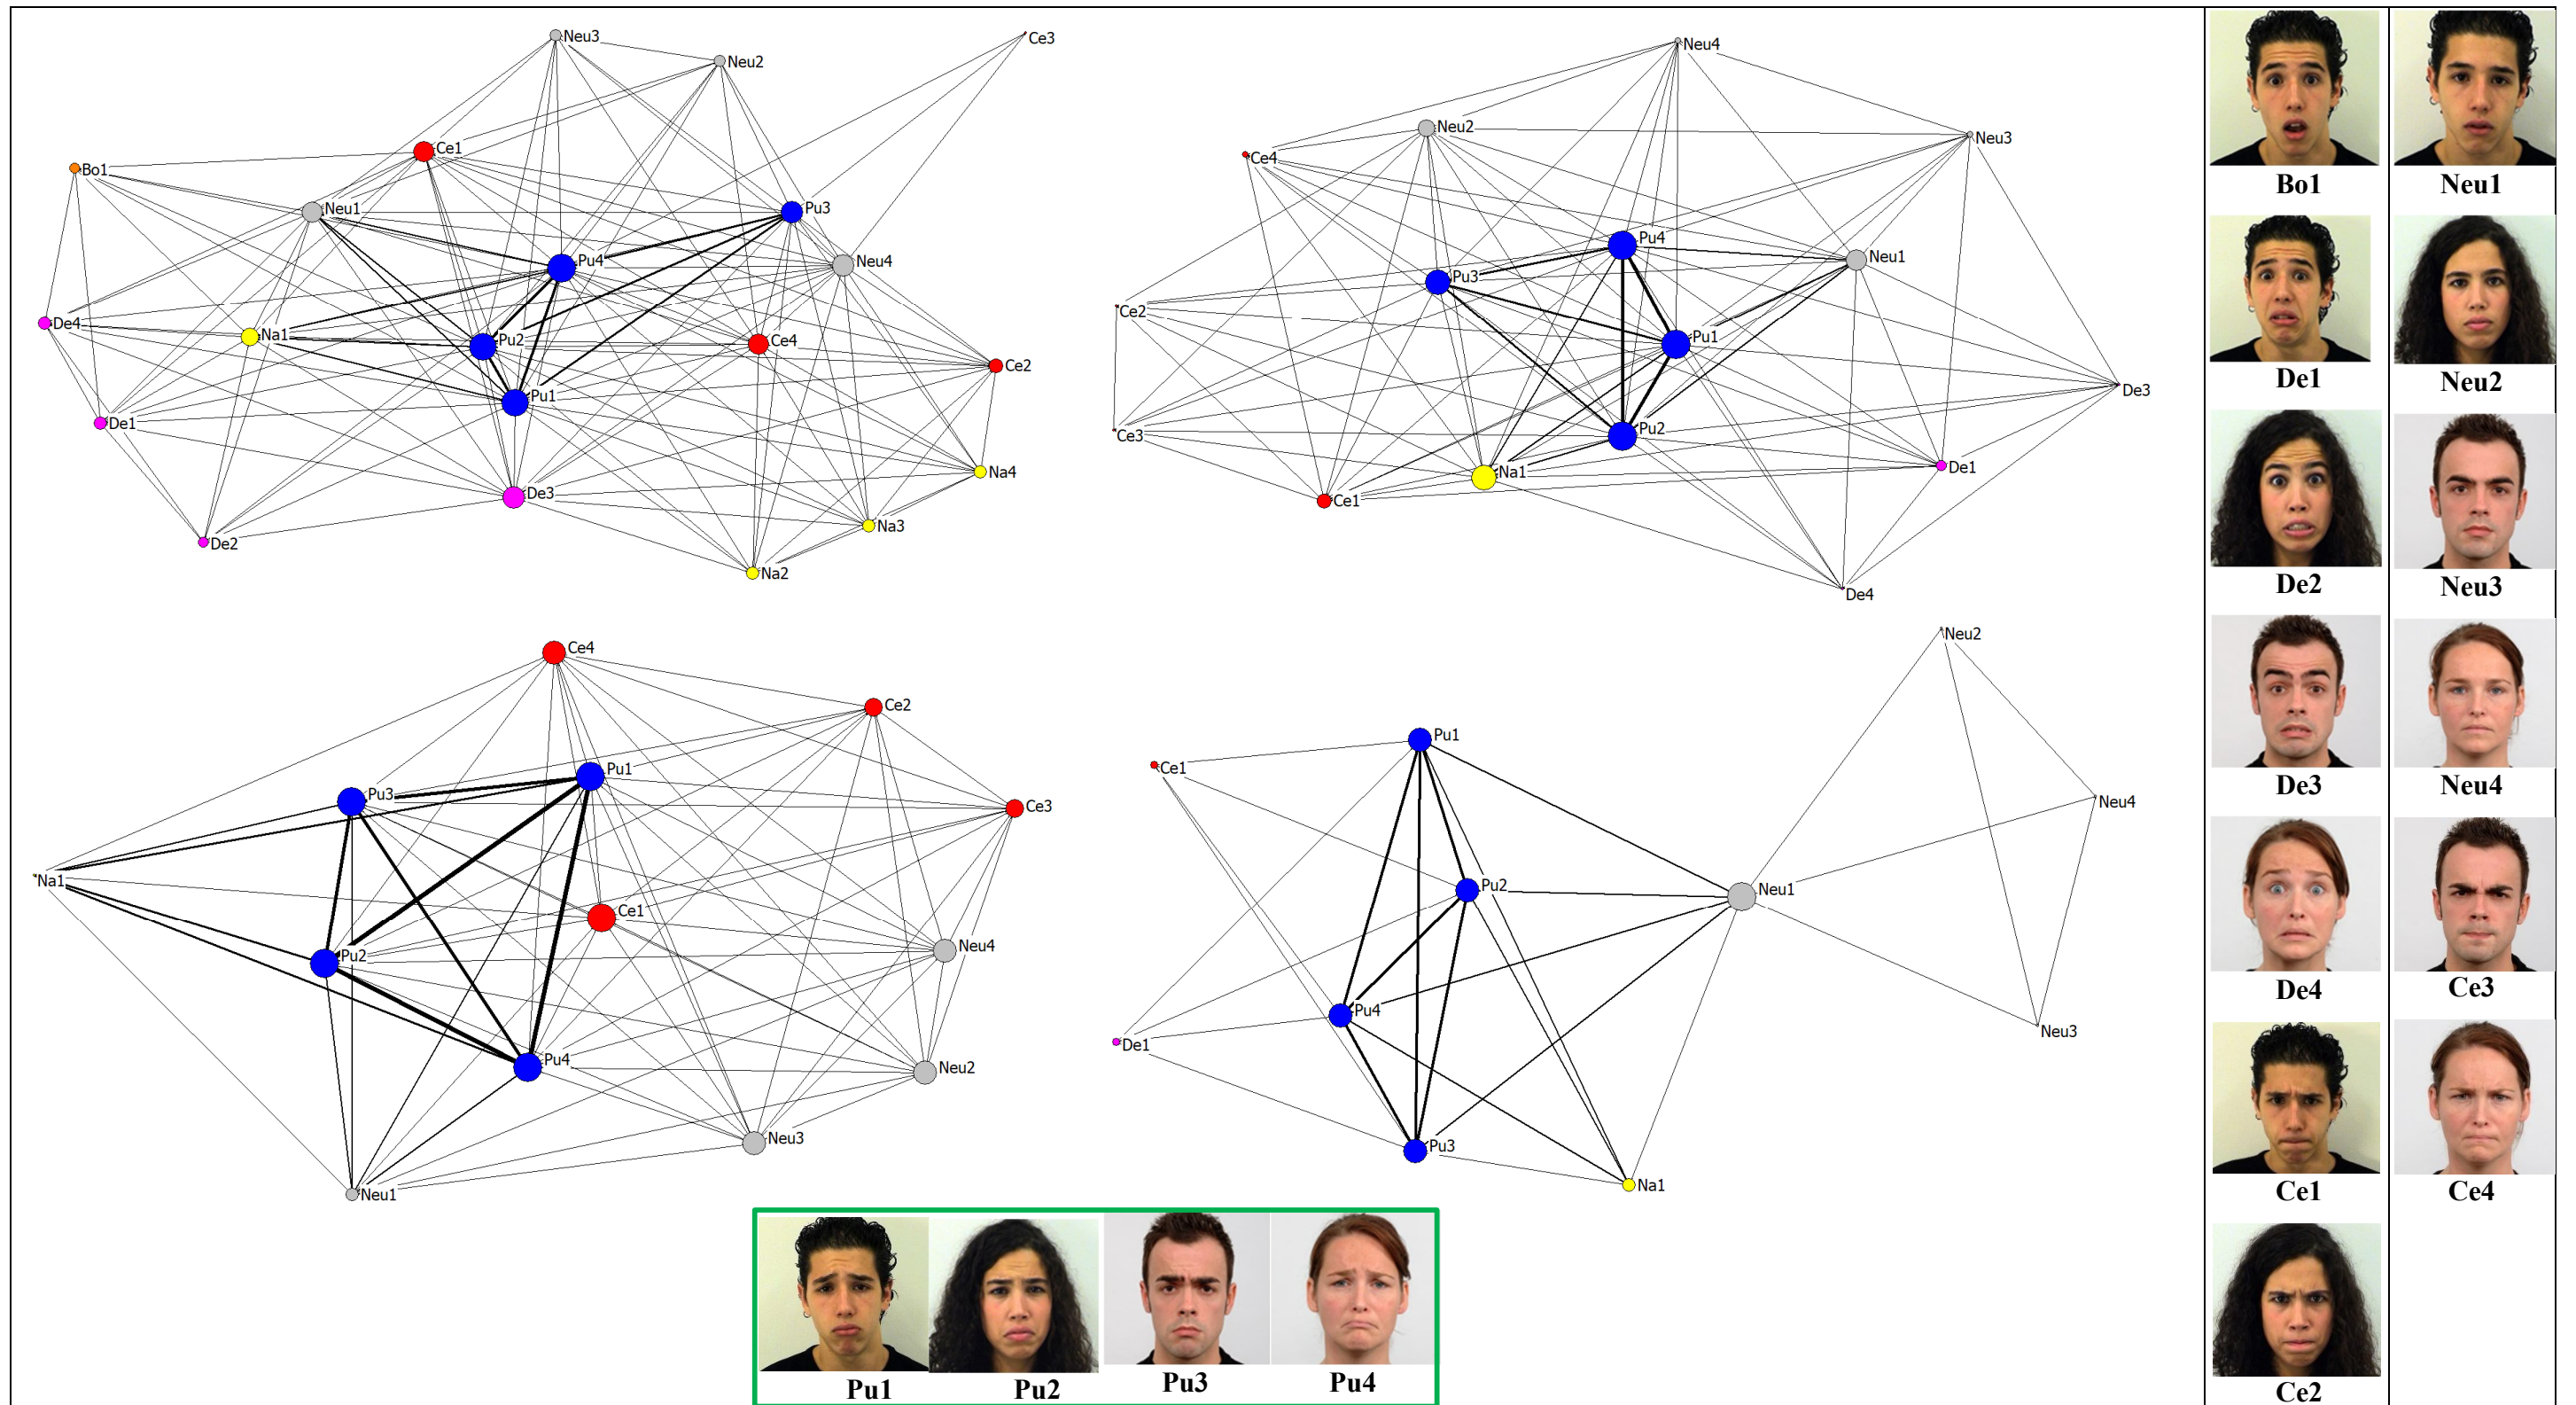 Neu3
Ce3
Neu2
Ce1
Bo1
Neu1
Pu3
Pu4
Neu4
De4
Na1
Pu2
Ce4
Ce2
Pu1
De1
Na4
De3
Na3
De2
Na2
Neu4
Neu2
Neu3
Ce4
Pu4
Neu1
Pu3
Ce2
Pu1
De3
Ce3
Pu2
Na1
De1
Ce1
De4
Ce4
Ce2
Pu1
Pu3
Ce3
Na1
Ce1
Neu4
Pu2
Pu4
Neu2
Neu3
Neu1
Neu2
Pu1
Ce1
Neu4
Pu2
Neu1
Pu4
De1
Neu3
Pu3
Na1
Pu1 Pu2 Pu3 Pu4
Bo1 Neu1
De1 Neu2
De2 Neu3
De3 Neu4
De4 Ce3
Ce1 Ce4
Ce2